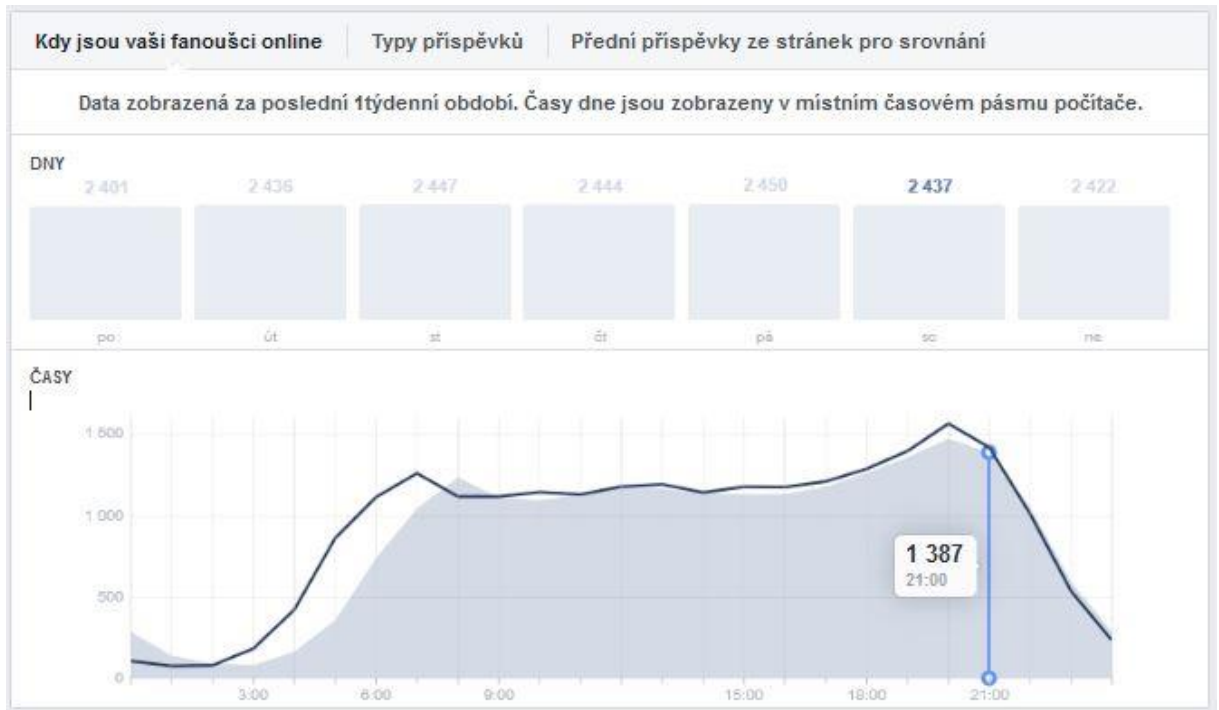 Kdy jsou vaši fanoušci online Typy příspěvků Přední příspěvky ze stránek pro srovnání
Data zobrazená za poslední 1týdenní období. Časy dne jsou zobrazeny v místním časovém pásmu počítače.
DNY
2 401 2 436 2 447 2 444 2 450 2 437 2 422
po út st čt pá so ne
ČASY
1 500
1 000
1 387
21:00
500
0
3:00 6:00 9:00 15:00 18:00 21:00